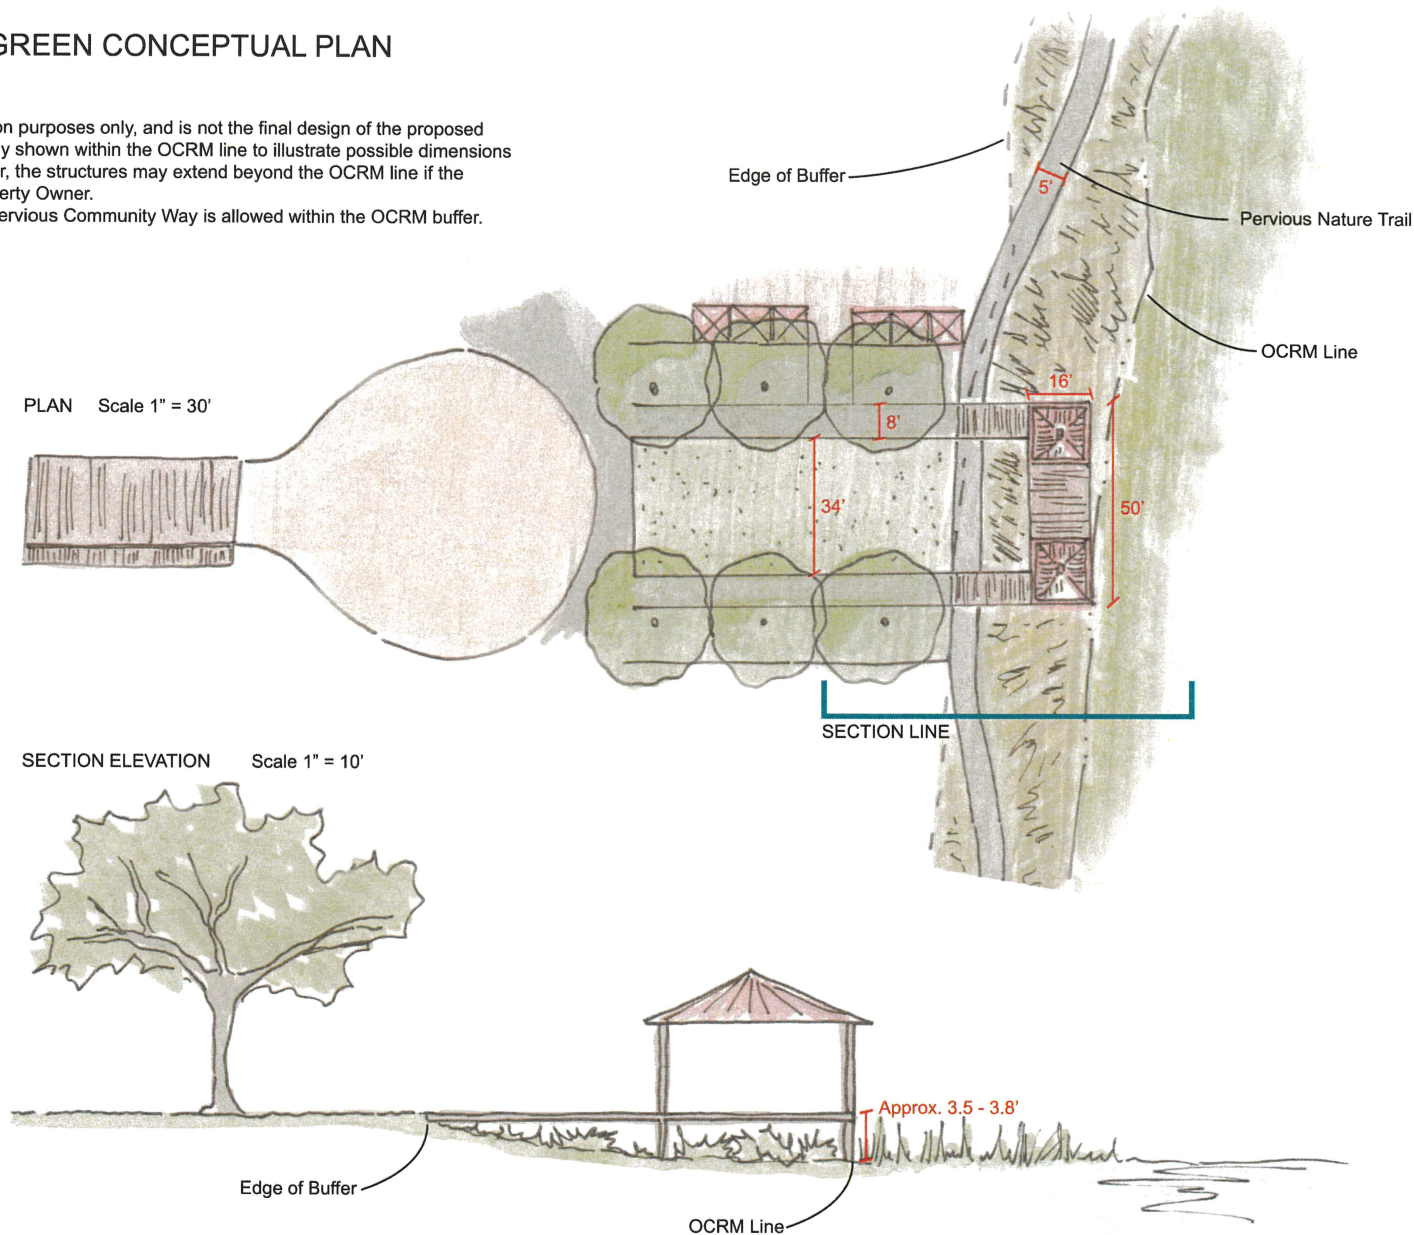 GREEN CONCEPTUAL PLAN
on purposes only, and is not the final design of the proposed
y shown within the OCRM line to illustrate possible dimensions
r, the structures may extend beyond the OCRM line if the
erty Owner.
ervious Community Way is allowed within the OCRM buffer.
Edge of Buffer
5'
Pervious Nature Trail
OCRM Line
PLAN Scale 1" = 30'
16'
8'
34'
50'
SECTION LINE
SECTION ELEVATION Scale 1" = 10'
Approx. 3.5 - 3.8'
Edge of Buffer
OCRM Line